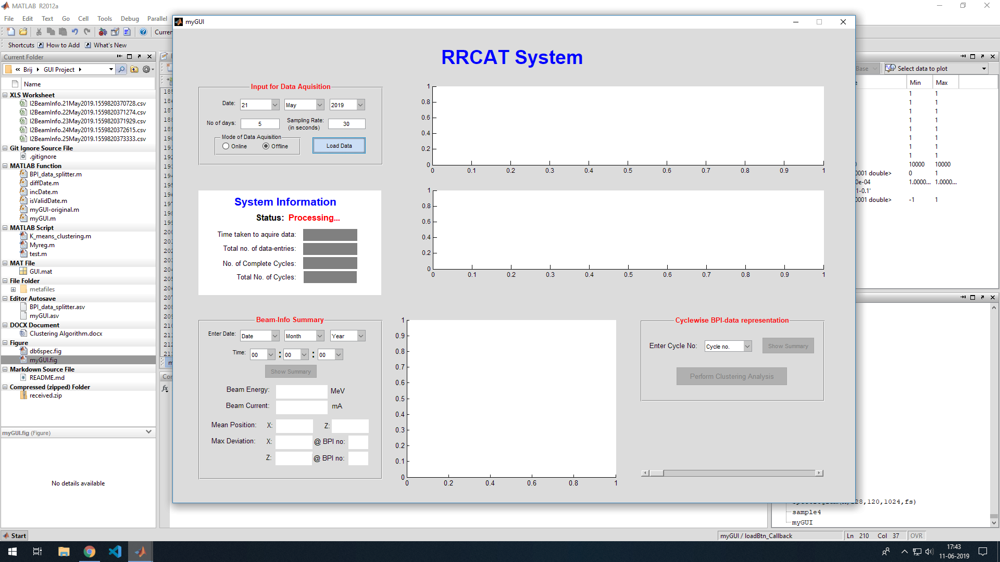 MATLAB R2012a
File Edit Text Go Cell Tools Debug Parallel
Shortcuts How to Add What's New
Current Folder
« Brij GUI Project
Name
XLS Worksheet
I2BeamInfo.21May2019.1559820370728.csv
I2BeamInfo.22May2019.1559820371274.csv
I2BeamInfo.23May2019.1559820371929.csv
I2BeamInfo.24May2019.1559820372615.csv
I2BeamInfo.25May2019.1559820373333.csv
Git Ignore Source File
.gitignore
MATLAB Function
BPI_data_splitter.m
diffDate.m
incDate.m
isValidDate.m
myGUI-original.m
myGUI.m
MATLAB Script
K_means_clustering.m
Myreg.m
test.m
MAT File
GUI.mat
File Folder
metafiles
Editor Autosave
BPI_data_splitter.asv
myGUI.asv
DOCX Document
Clustering Algorithm.docx
Figure
db6spec.fig
myGUI.fig
Markdown Source File
README.md
Compressed (zipped) Folder
received.zip
myGUI.fig (Figure)
No details available
Start
myGUI
RRCAT System
Input for Data Aquisition
Date: 21 May 2019
No of days: 5 Sampling Rate: (in seconds) 30
Mode of Data Aquisition
Online Offline
Load Data
System Information
Status: Processing...
Time taken to aquire data:
Total no. of data-entries:
No. of Complete Cycles:
Total No. of Cycles:
Beam-Info Summary
Enter Date: Date Month Year
Time: 00 : 00 : 00
Show Summary
Beam Energy: MeV
Beam Current: mA
Mean Position: X: Z:
Max Deviation: X: @ BPI no:
Z: @ BPI no:
1
0.8
0.6
0.4
0.2
0
0 0.1 0.2 0.3 0.4 0.5 0.6 0.7 0.8 0.9 1
1
0.8
0.6
0.4
0.2
0
0 0.1 0.2 0.3 0.4 0.5 0.6 0.7 0.8 0.9 1
1
0.9
0.8
0.7
0.6
0.5
0.4
0.3
0.2
0.1
0
0 0.2 0.4 0.6 0.8 1
Cyclewise BPI-data representation
Enter Cycle No: Cycle no. Show Summary
Perform Clustering Analysis
Base Select data to plot
Min Max
1 1
1 1
1 1
1 1
1 1
1 1
1 1
1 1
10000 10000
0001 double> 0 1
0e-04 1.0000... 1.0000...
1-0.1'
0001 double> -1 1
28,120,1024,fs)
sample4
myGUI
myGUI / loadBtn_Callback Ln 210 Col 37 OVR
17:43
11-06-2019